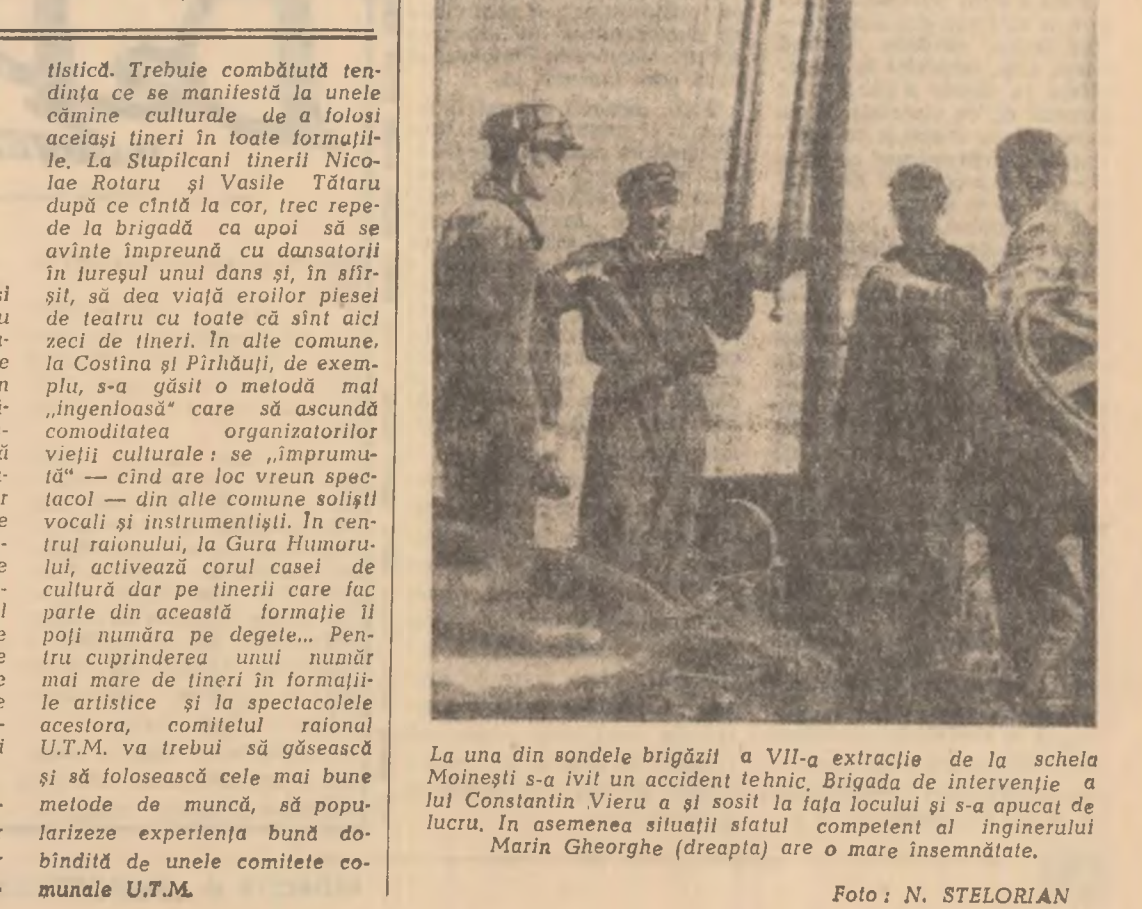 tistică. Trebuie combătută ten-
dința ce se manifestă la unele
cămine culturale de a folosi
aceiași tineri în toate formații-
le. La Stupilcani tinerii Nico-
lae Rotaru și Vasile Tătaru
după ce cîntă la cor, trec repe-
de la brigadă ca apoi să se
avînte împreună cu dansatorii
în iureșul unui dans și, în sfîr-
șit, să dea viață eroilor piesei
de teatru cu toate că sînt aici
zeci de tineri. In alte comune,
la Costîna și Pîrhăuți, de exem-
plu, s-a găsit o metodă mai
„ingenioasă" care să ascundă
comoditatea organizatorilor
vieții culturale : se „împrumu-
tă" — cînd are loc vreun spec-
tacol — din alte comune soliști
vocali și instrumentiști. In cen-
trul raionului, la Gura Humoru-
lui, activează corul casei de
cultură dar pe tinerii care fac
parte din această formație îi
poți număra pe degete... Pen-
tru cuprinderea unui număr
mai mare de tineri în formații-
le artistice și la spectacolele
acestora, comitetul raional
U.T.M. va trebui să găsească
și să folosească cele mai bune
metode de muncă, să popu-
larizeze experiența bună do-
bîndită de unele comitete co-
munale U.T.M.
La una din sondele brigăzii a VII-a extracție de la schela
Moinești s-a ivit un accident tehnic. Brigada de intervenție a
lui Constantin Vieru a și sosit la fața locului și s-a apucat de
lucru. In asemenea situații sfatul competent al inginerului
Marin Gheorghe (dreapta) are o mare însemnătate.
Foto : N. STELORIAN